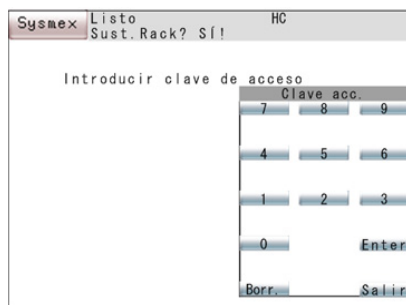 Sysmex
Listo HC
Sust.Rack? SÍ!
Introducir clave de acceso
Clave acc.
7 8 9
4 5 6
1 2 3
0 Enter
Borr. Salir